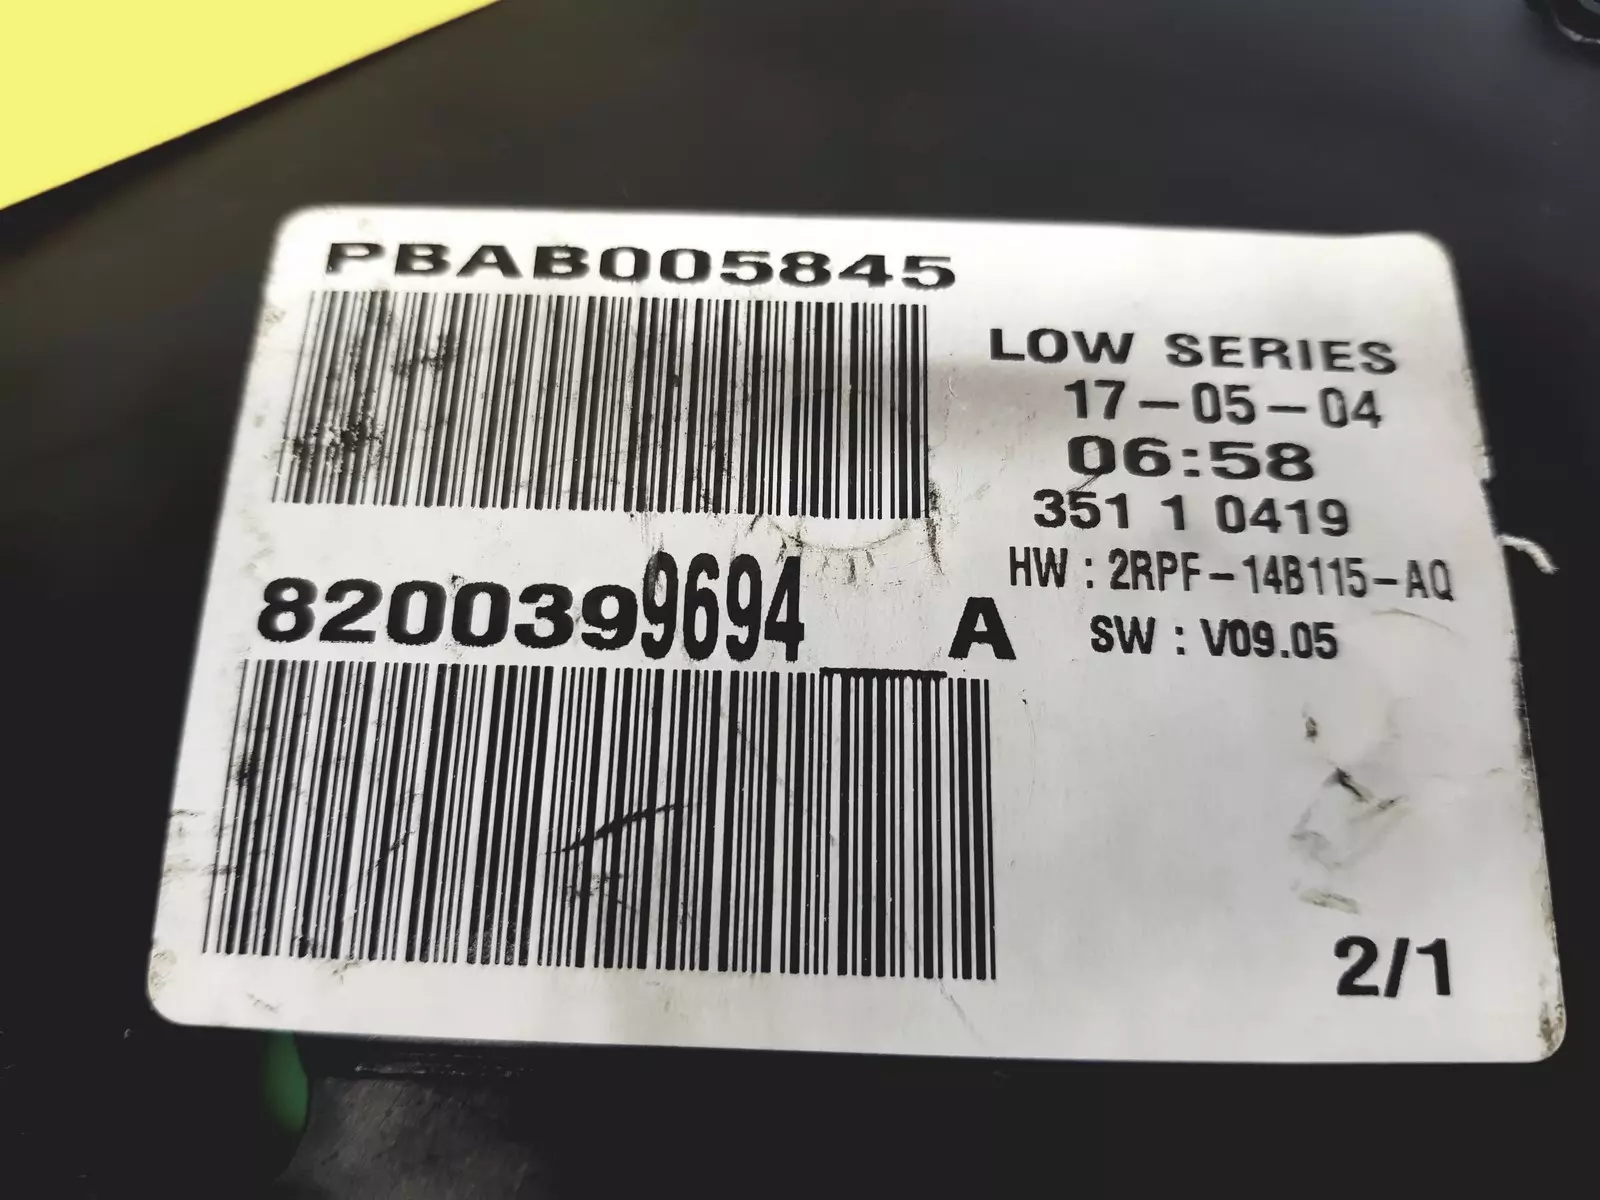 PBAB005845
LOW SERIES
17-05-04
06:58
351 1 0419
HW : 2RPF-14B115-AQ
SW : V09.05
8200399694__A
2/1